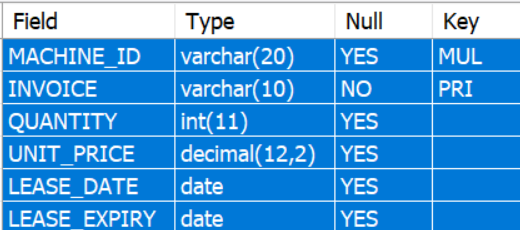 Field Type Null Key
MACHINE_ID varchar(20) YES MUL
INVOICE varchar(10) NO PRI
QUANTITY int(11) YES
UNIT_PRICE decimal(12,2) YES
LEASE_DATE date YES
LEASE_EXPIRY date YES